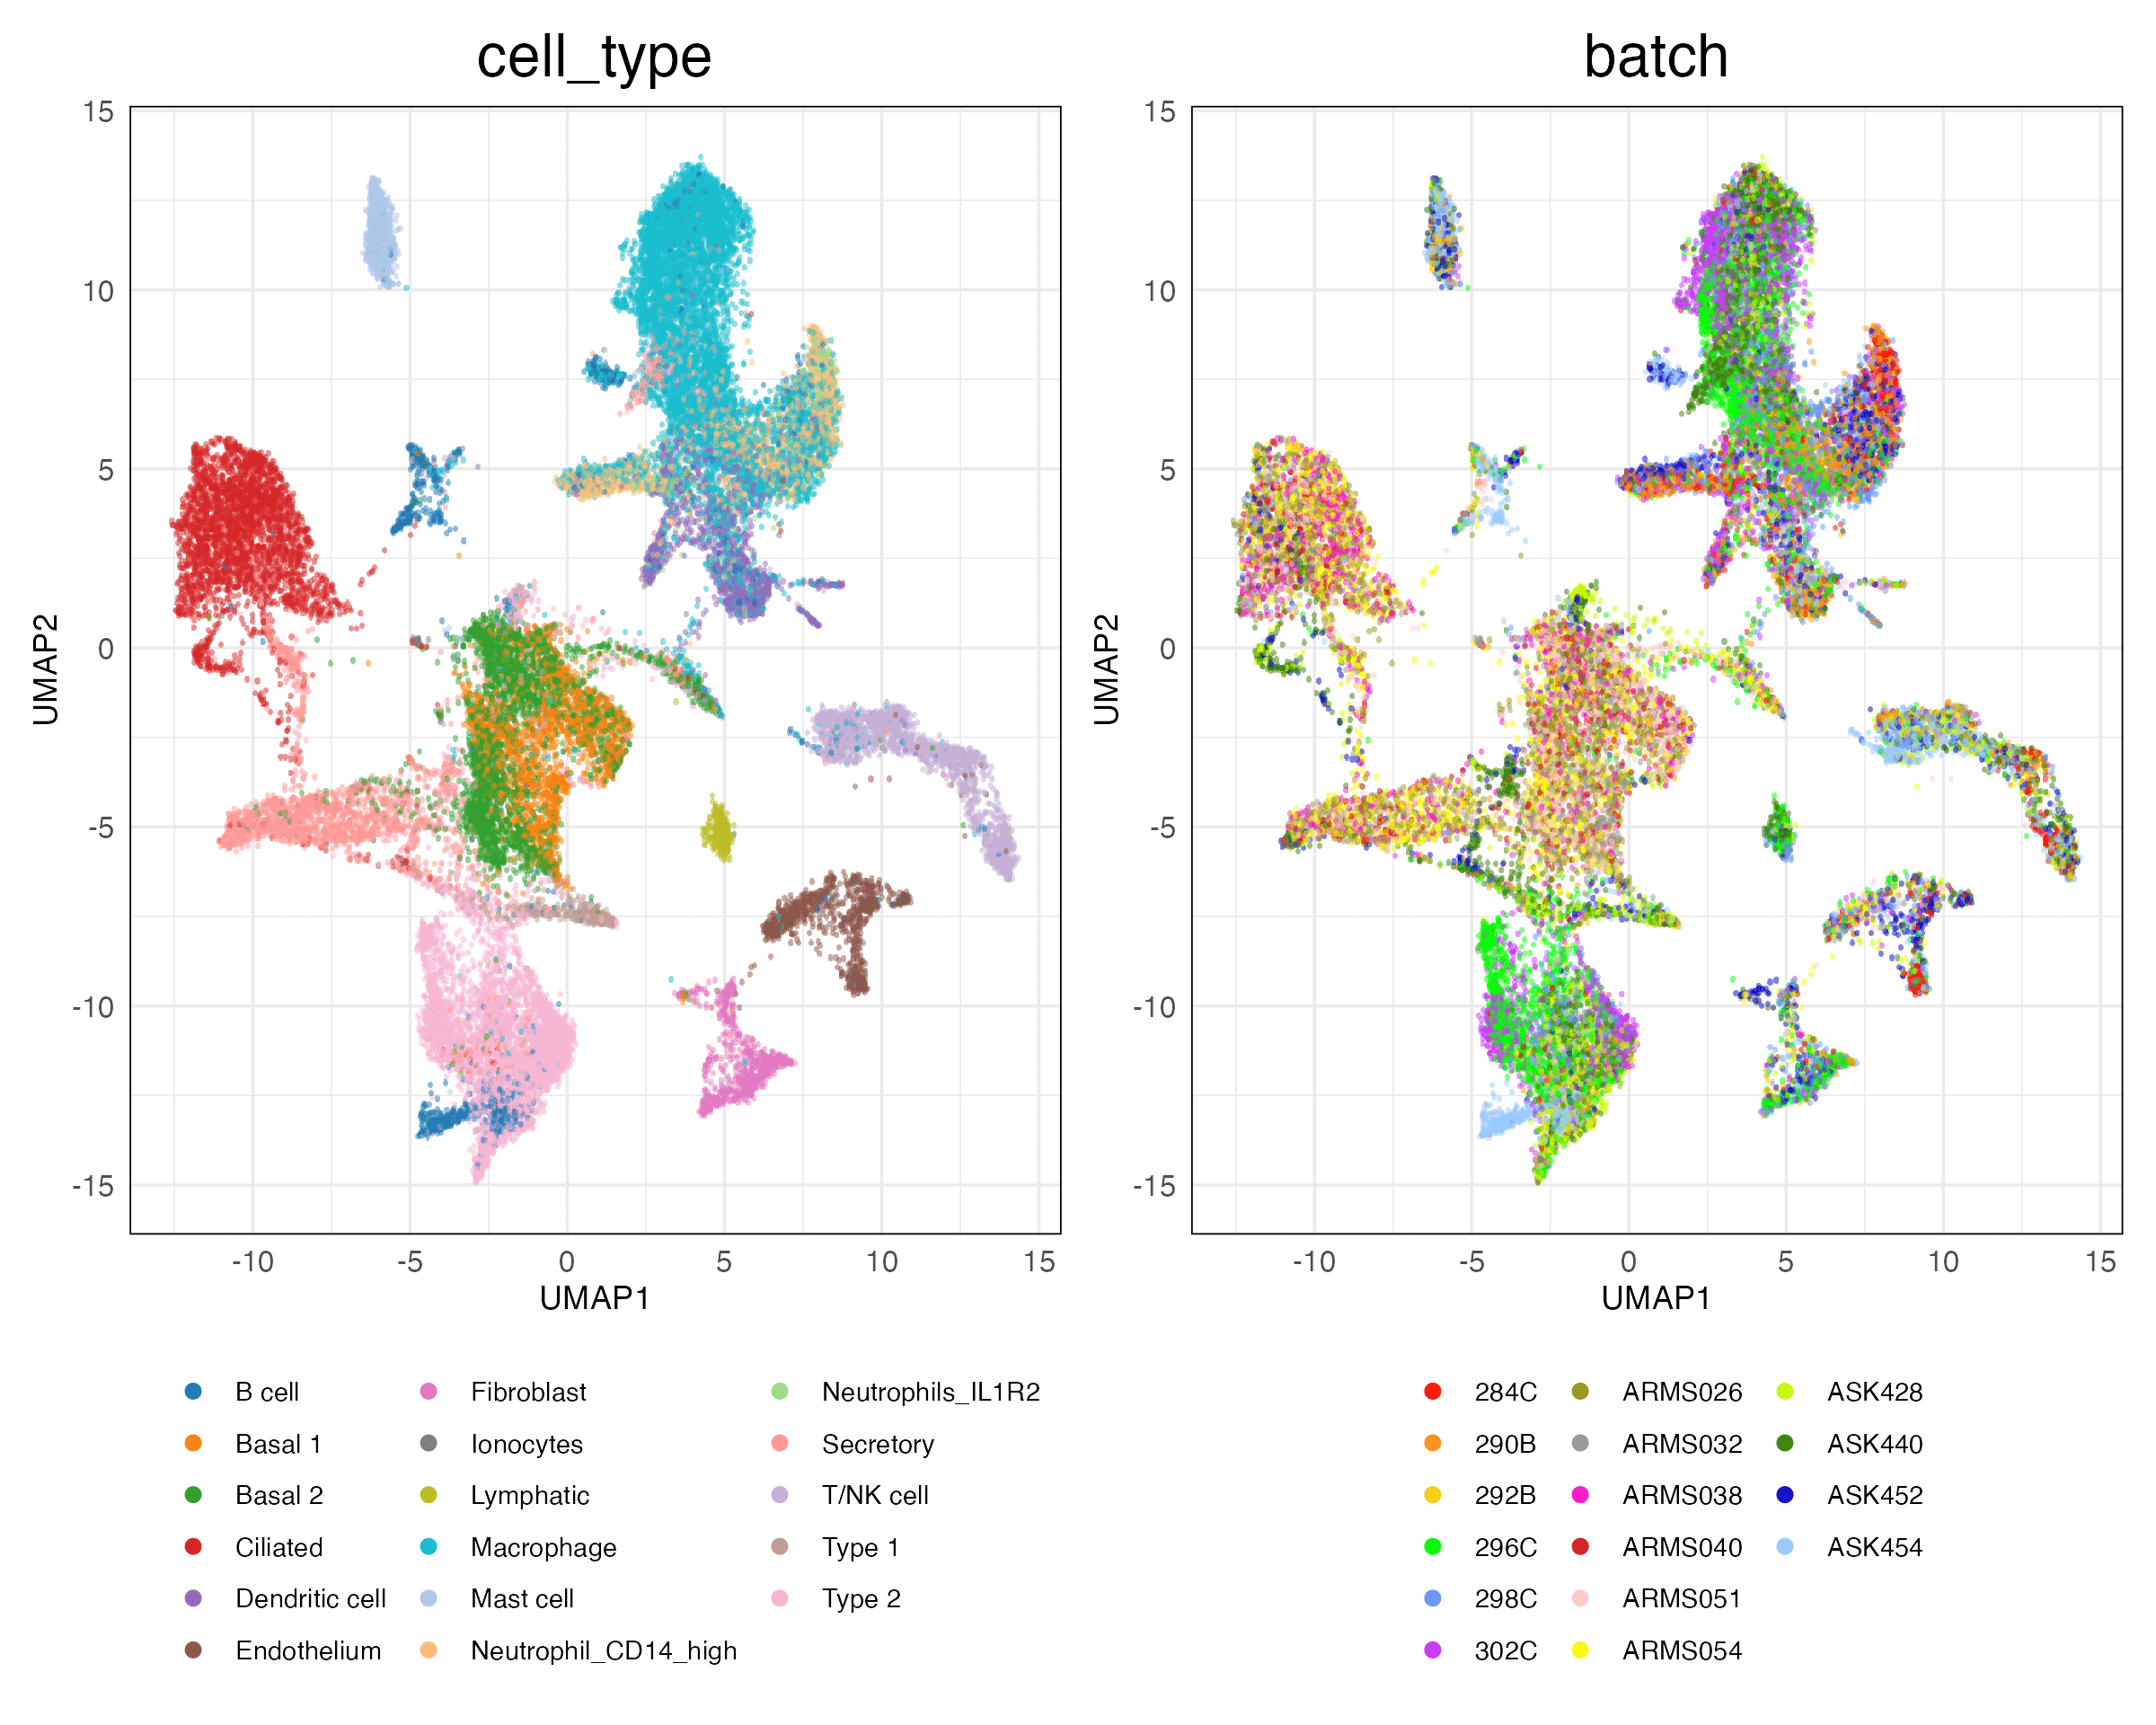 cell_type
batch
15
10
5
0
-5
-10
-15
UMAP2
-10
-5
0
5
10
15
UMAP1
15
10
5
0
-5
-10
-15
UMAP2
-10
-5
0
5
10
15
UMAP1
B cell
Basal 1
Basal 2
Ciliated
Dendritic cell
Endothelium
Fibroblast
Ionocytes
Lymphatic
Macrophage
Mast cell
Neutrophil_CD14_high
Neutrophils_IL1R2
Secretory
T/NK cell
Type 1
Type 2
284C
290B
292B
296C
298C
302C
ARMS026
ARMS032
ARMS038
ARMS040
ARMS051
ARMS054
ASK428
ASK440
ASK452
ASK454